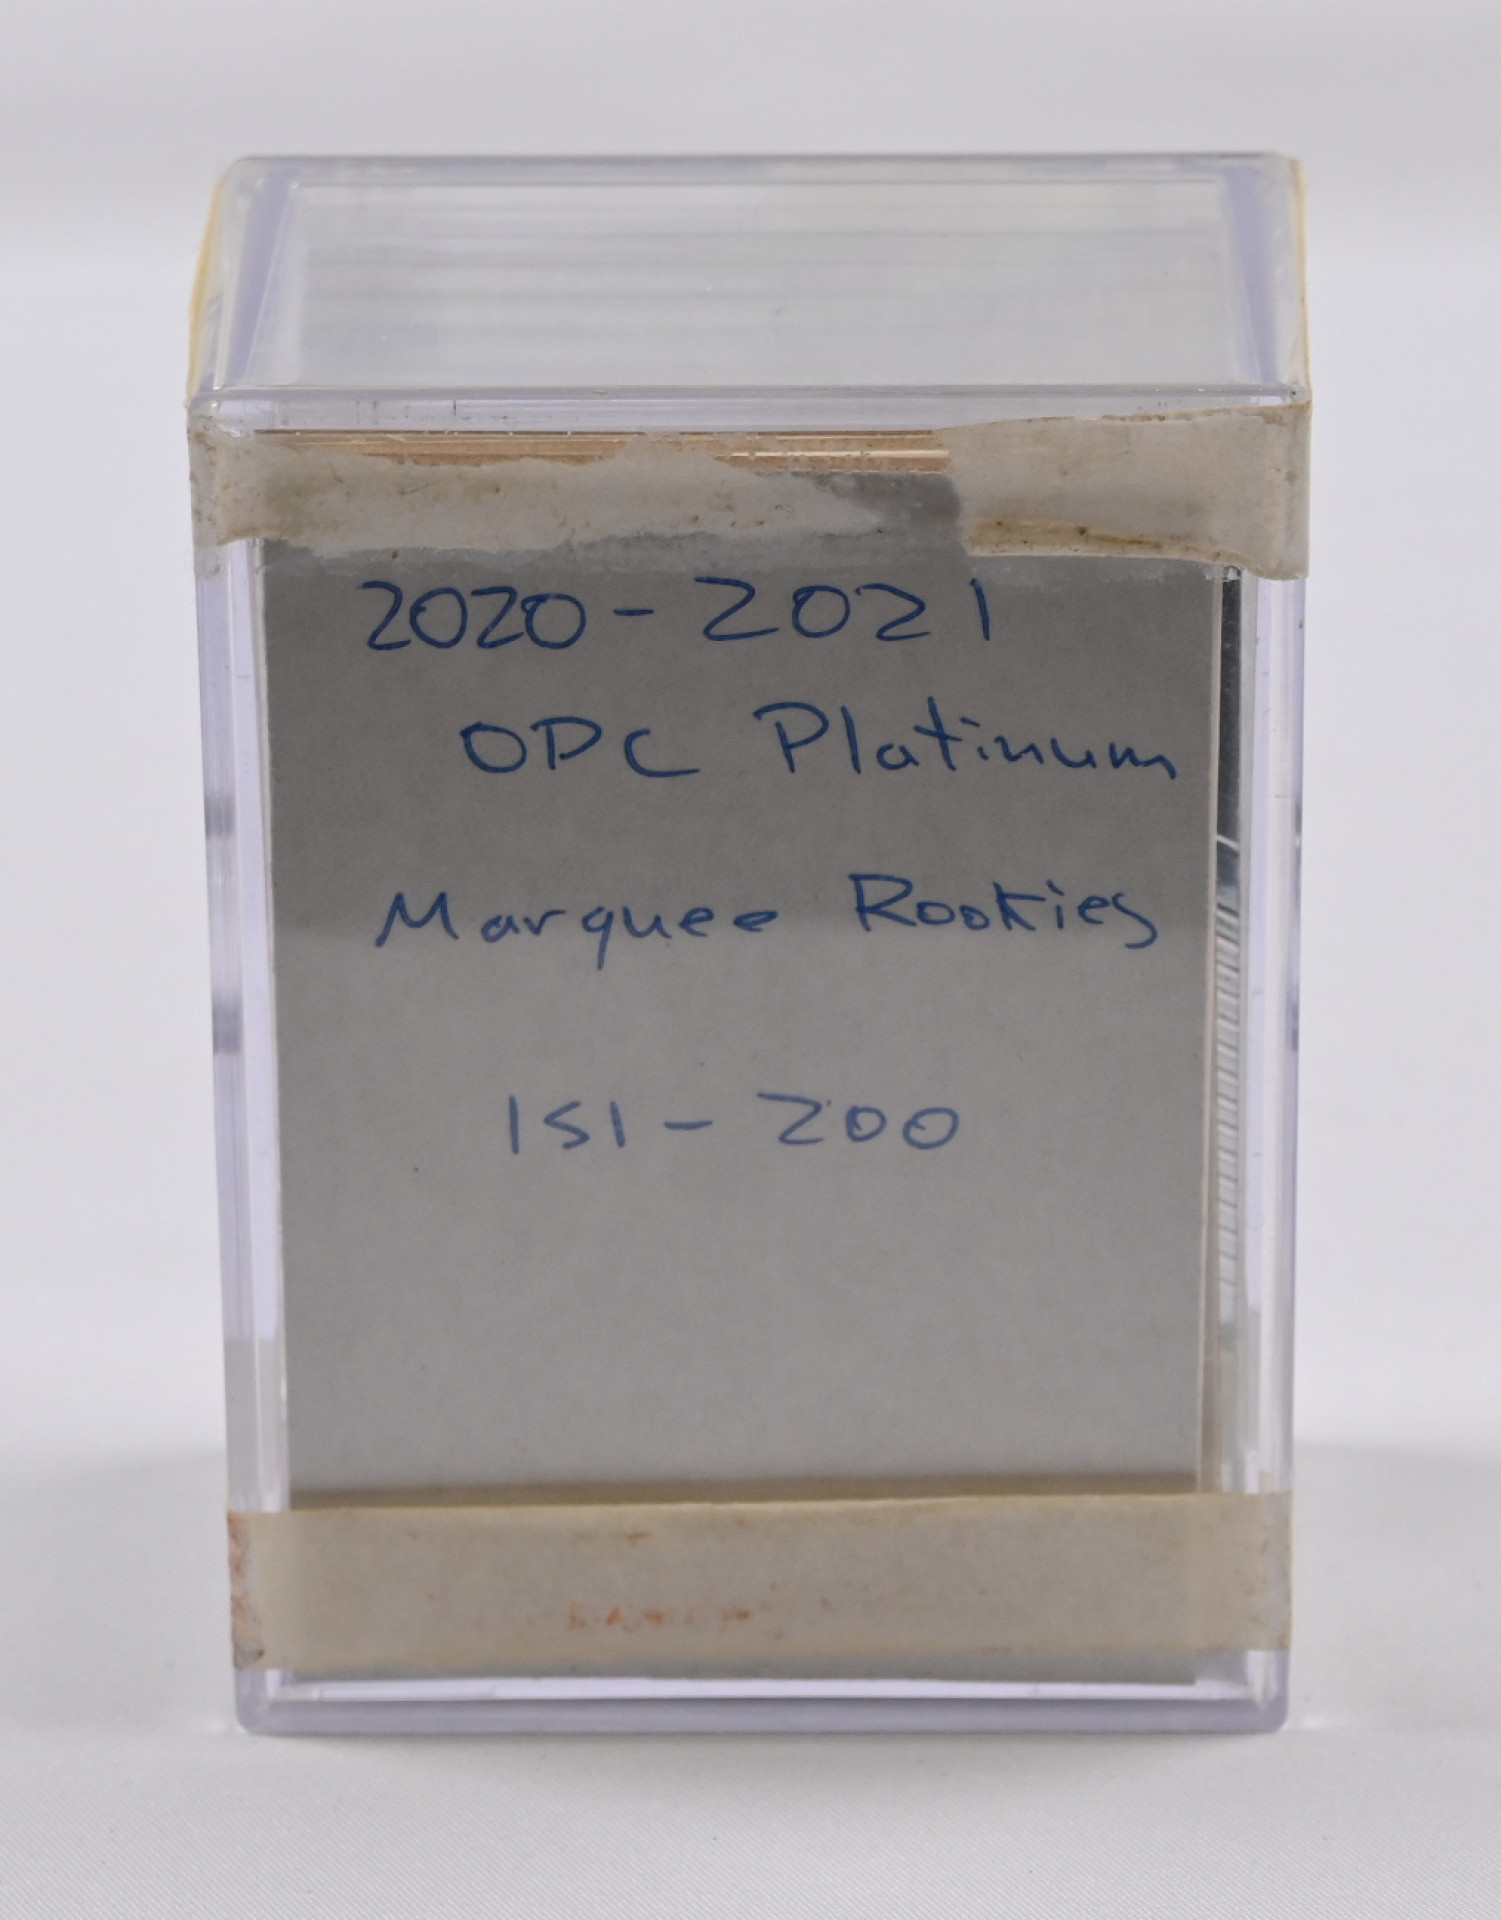 2020-2021
OPC Platinum
Marquee Rookies
151-200